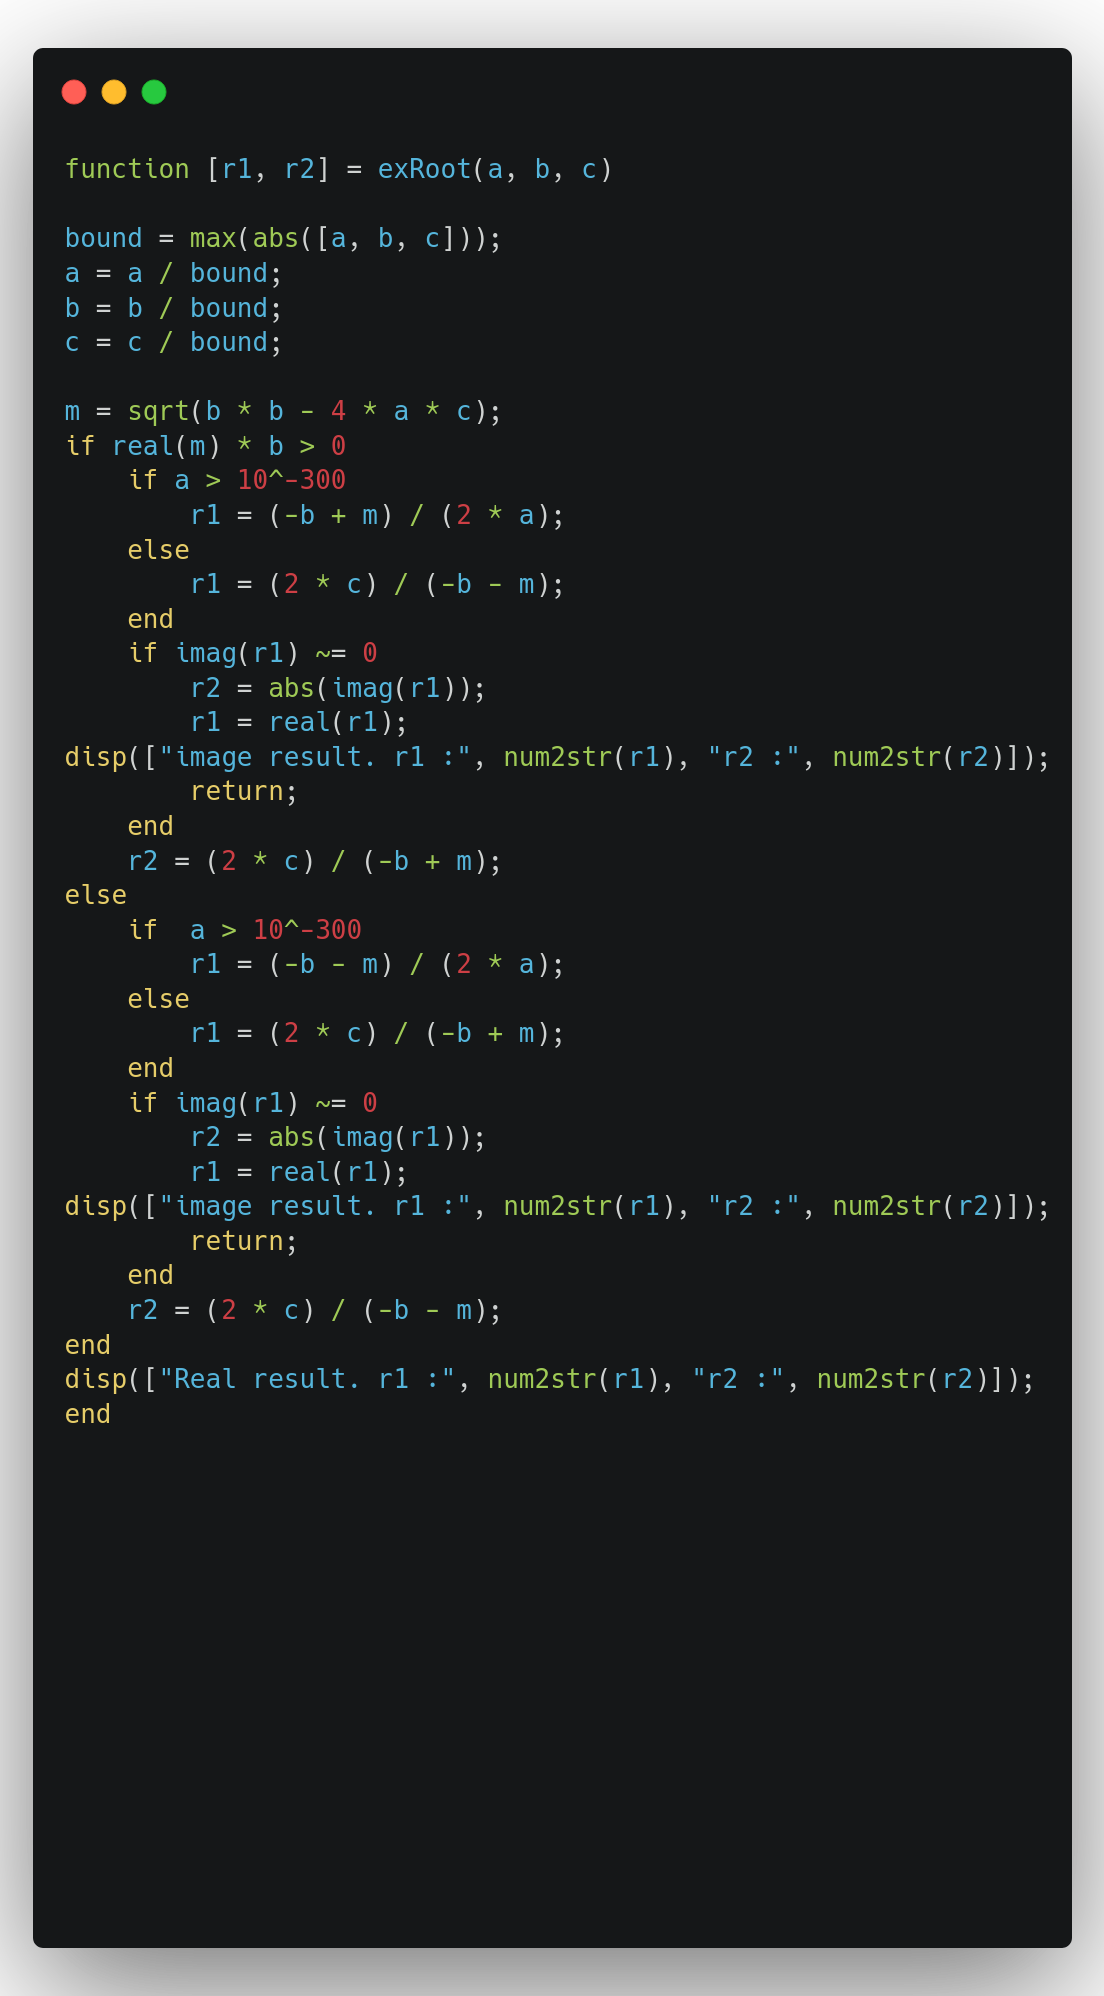 function [r1, r2] = exRoot(a, b, c)

bound = max(abs([a, b, c]));
a = a / bound;
b = b / bound;
c = c / bound;

m = sqrt(b * b - 4 * a * c);
if real(m) * b > 0
    if a > 10^-300
        r1 = (-b + m) / (2 * a);
    else
        r1 = (2 * c) / (-b - m);
    end
    if imag(r1) ~= 0
        r2 = abs(imag(r1));
        r1 = real(r1);
disp(["image result. r1 :", num2str(r1), "r2 :", num2str(r2)]);
        return;
    end
    r2 = (2 * c) / (-b + m);
else
    if  a > 10^-300
        r1 = (-b - m) / (2 * a);
    else
        r1 = (2 * c) / (-b + m);
    end
    if imag(r1) ~= 0
        r2 = abs(imag(r1));
        r1 = real(r1);
disp(["image result. r1 :", num2str(r1), "r2 :", num2str(r2)]);
        return;
    end
    r2 = (2 * c) / (-b - m);
end
disp(["Real result. r1 :", num2str(r1), "r2 :", num2str(r2)]);
end